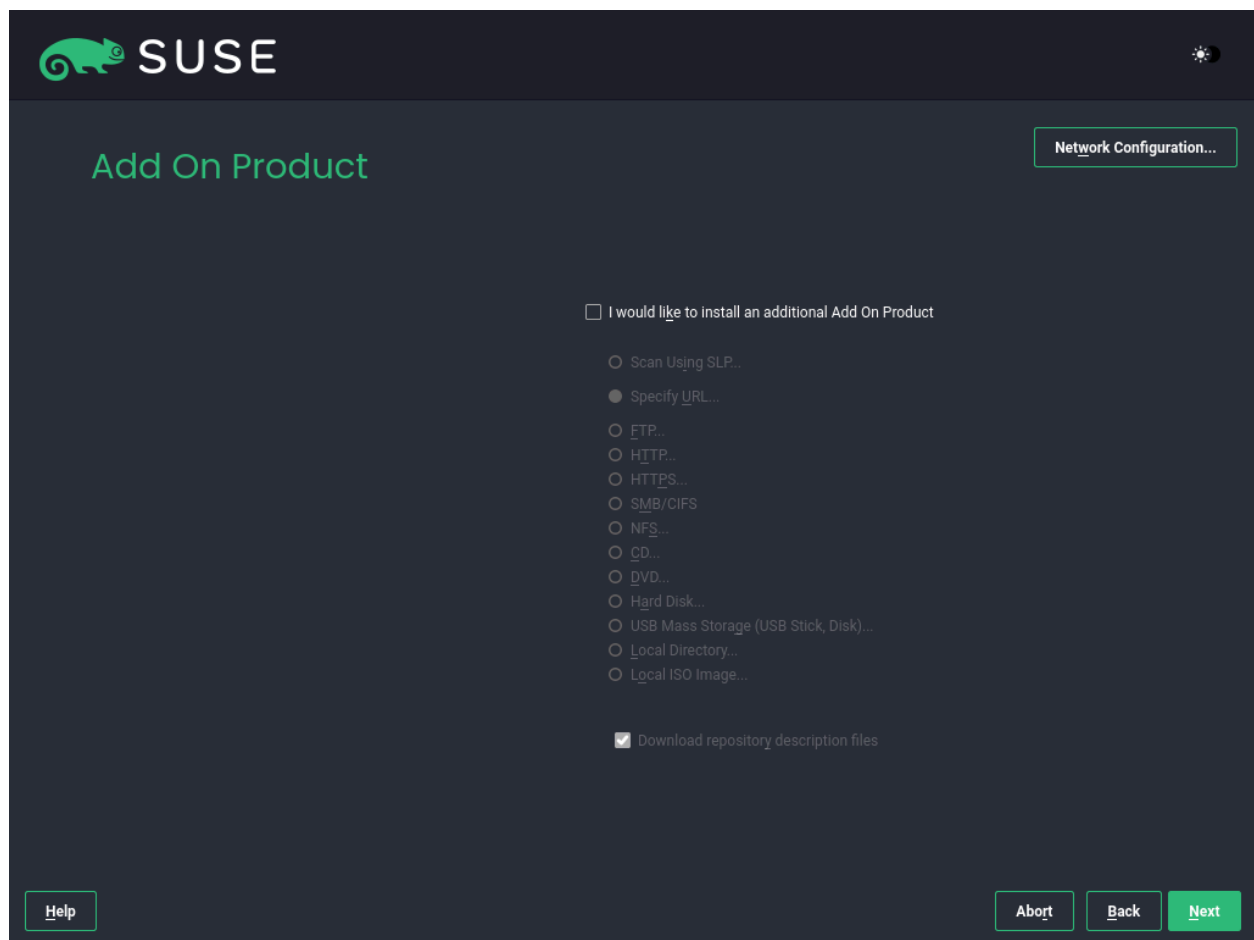 SUSE
Network Configuration...
Add On Product
I would like to install an additional Add On Product
Scan Using SLP...
Specify URL...
FTP...
HTTP...
HTTPS...
SMB/CIFS
NFS...
CD...
DVD...
Hard Disk...
USB Mass Storage (USB Stick, Disk)...
Local Directory...
Local ISO Image...
Download repository description files
Help
Abort
Back
Next